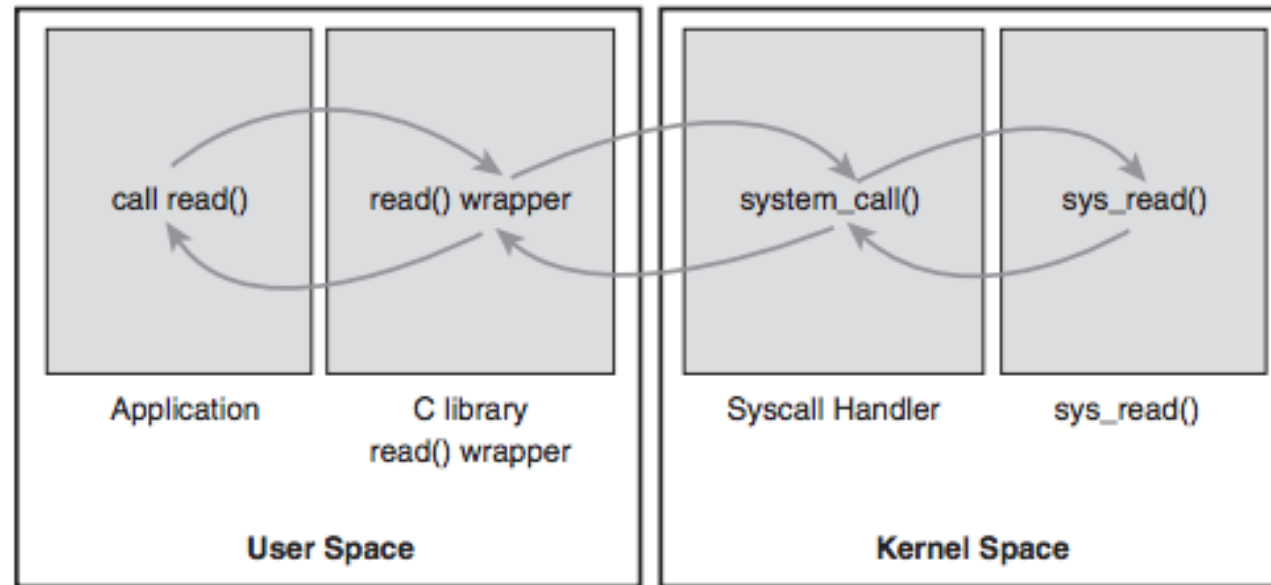 call read()
read() wrapper
system_call()
sys_read()
Application
C library
read() wrapper
Syscall Handler
sys_read()
User Space
Kernel Space